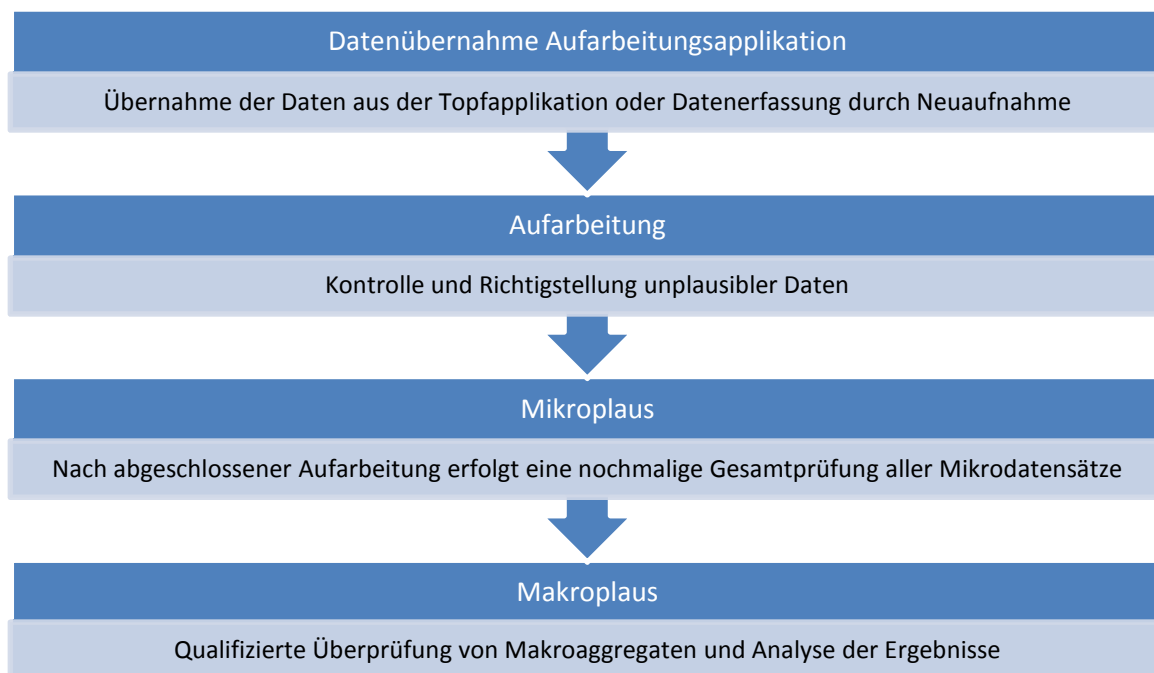 Datenübernahme Aufarbeitungsapplikation
Übernahme der Daten aus der Topfapplikation oder Datenerfassung durch Neuaufnahme
Aufarbeitung
Kontrolle und Richtigstellung unplausibler Daten
Mikroplaus
Nach abgeschlossener Aufarbeitung erfolgt eine nochmalige Gesamtprüfung aller Mikrodatensätze
Makroplaus
Qualifizierte Überprüfung von Makroaggregaten und Analyse der Ergebnisse